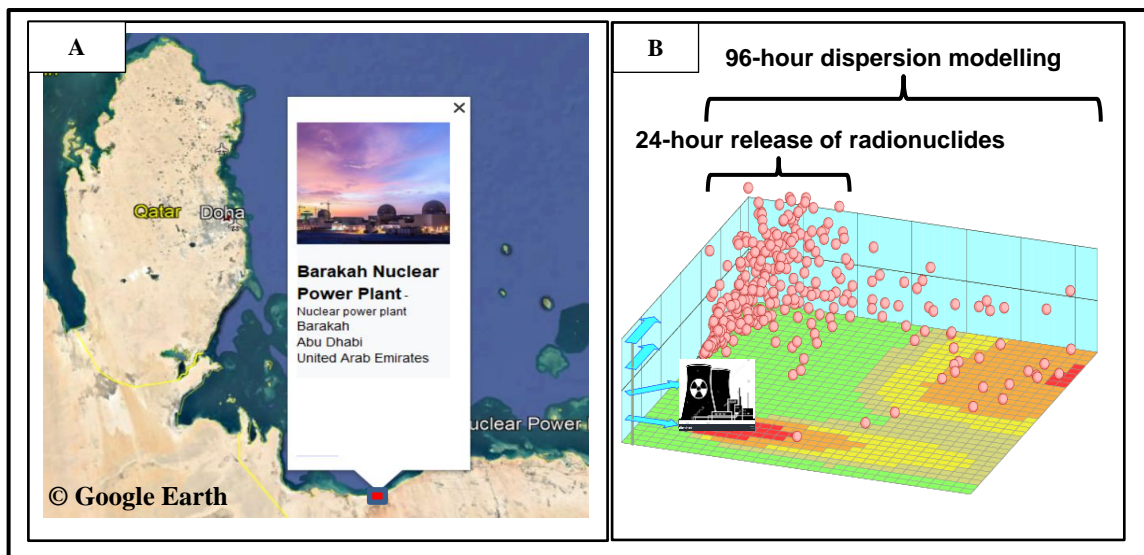 A
Qatar
Doha
×
Barakah Nuclear
Power Plant -
Nuclear power plant
Barakah
Abu Dhabi
United Arab Emirates
uclear Power
© Google Earth
B
96-hour dispersion modelling
24-hour release of radionuclides